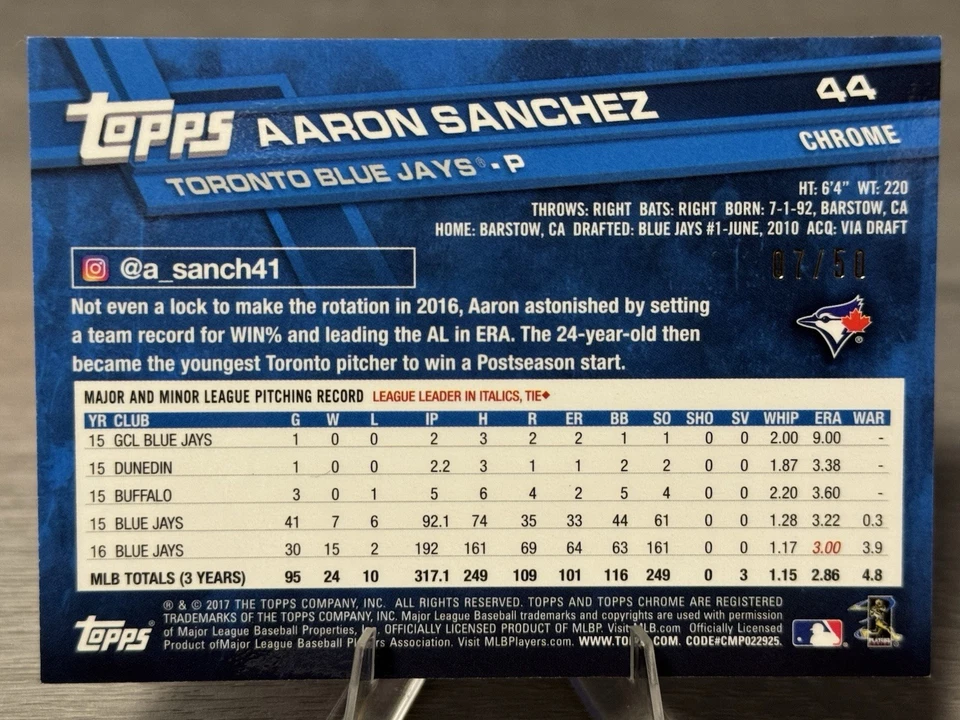 44
TOPPS AARON SANCHEZ
CHROME
TORONTO BLUE JAYS® - P
HT: 6'4" WT: 220
THROWS: RIGHT BATS: RIGHT BORN: 7-1-92, BARSTOW, CA
HOME: BARSTOW, CA DRAFTED: BLUE JAYS #1-JUNE, 2010 ACQ: VIA DRAFT
07/50
@a_sanch41
Not even a lock to make the rotation in 2016, Aaron astonished by setting
a team record for WIN% and leading the AL in ERA. The 24-year-old then
became the youngest Toronto pitcher to win a Postseason start.
MAJOR AND MINOR LEAGUE PITCHING RECORD LEAGUE LEADER IN ITALICS, TIE◆
YR CLUB G W L IP H R ER BB SO SHO SV WHIP ERA WAR
15 GCL BLUE JAYS 1 0 0 2 3 2 2 1 1 0 0 2.00 9.00 -
15 DUNEDIN 1 0 0 2.2 3 1 1 2 2 0 0 1.87 3.38 -
15 BUFFALO 3 0 1 5 6 4 2 5 4 0 0 2.20 3.60 -
15 BLUE JAYS 41 7 6 92.1 74 35 33 44 61 0 0 1.28 3.22 0.3
16 BLUE JAYS 30 15 2 192 161 69 64 63 161 0 0 1.17 3.00 3.9
MLB TOTALS (3 YEARS) 95 24 10 317.1 249 109 101 116 249 0 3 1.15 2.86 4.8
TOPPS®
® & © 2017 THE TOPPS COMPANY, INC. ALL RIGHTS RESERVED. TOPPS AND TOPPS CHROME ARE REGISTERED
TRADEMARKS OF THE TOPPS COMPANY, INC. Major League Baseball trademarks and copyrights are used with permission
of Major League Baseball Properties, Inc. OFFICIALLY LICENSED PRODUCT OF MLBP. Visit MLB.com Officially Licensed
Product of Major League Baseball Players Association. Visit MLBPlayers.com. WWW.TOPPS.COM. CODE#CMP022925.